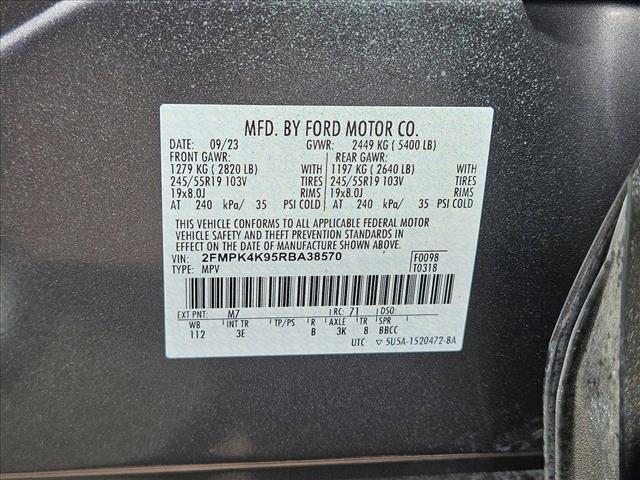 MFD. BY FORD MOTOR CO.
DATE: 09/23 GVWR: 2449 KG ( 5400 LB)
FRONT GAWR: REAR GAWR:
1279 KG ( 2820 LB) WITH 1197 KG ( 2640 LB) WITH
245/55R19 103V TIRES 245/55R19 103V TIRES
19x8.0J RIMS 19x8.0J RIMS
AT 240 kPa/ 35 PSI COLD AT 240 kPa/ 35 PSI COLD
THIS VEHICLE CONFORMS TO ALL APPLICABLE FEDERAL MOTOR
VEHICLE SAFETY AND THEFT PREVENTION STANDARDS IN
EFFECT ON THE DATE OF MANUFACTURE SHOWN ABOVE.
VIN: 2FMPK4K95RBA38570 F0098
TYPE: MPV T0318
EXT PNT: M7 RC: 71 DSO:
WB INT TR TP/PS R AXLE TR SPR
112 3E B 3K 8 BBCC
UTC ▽ 5U5A-1520472-BA